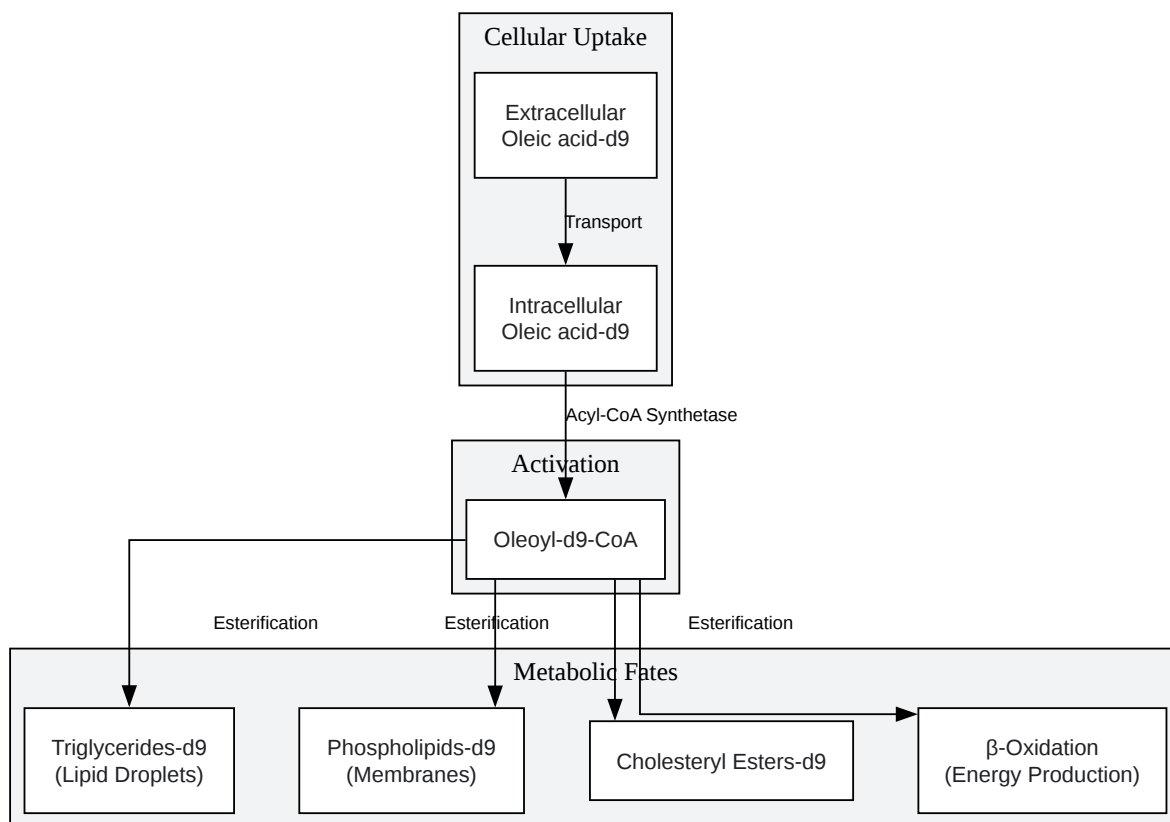 Cellular Uptake
Extracellular
Oleic acid-d9
Transport
Intracellular
Oleic acid-d9
Acyl-CoA Synthetase
Activation
Oleoyl-d9-CoA
Esterification
Esterification
Esterification
Metabolic Fates
Triglycerides-d9
(Lipid Droplets)
Phospholipids-d9
(Membranes)
Cholesteryl Esters-d9
β-Oxidation
(Energy Production)